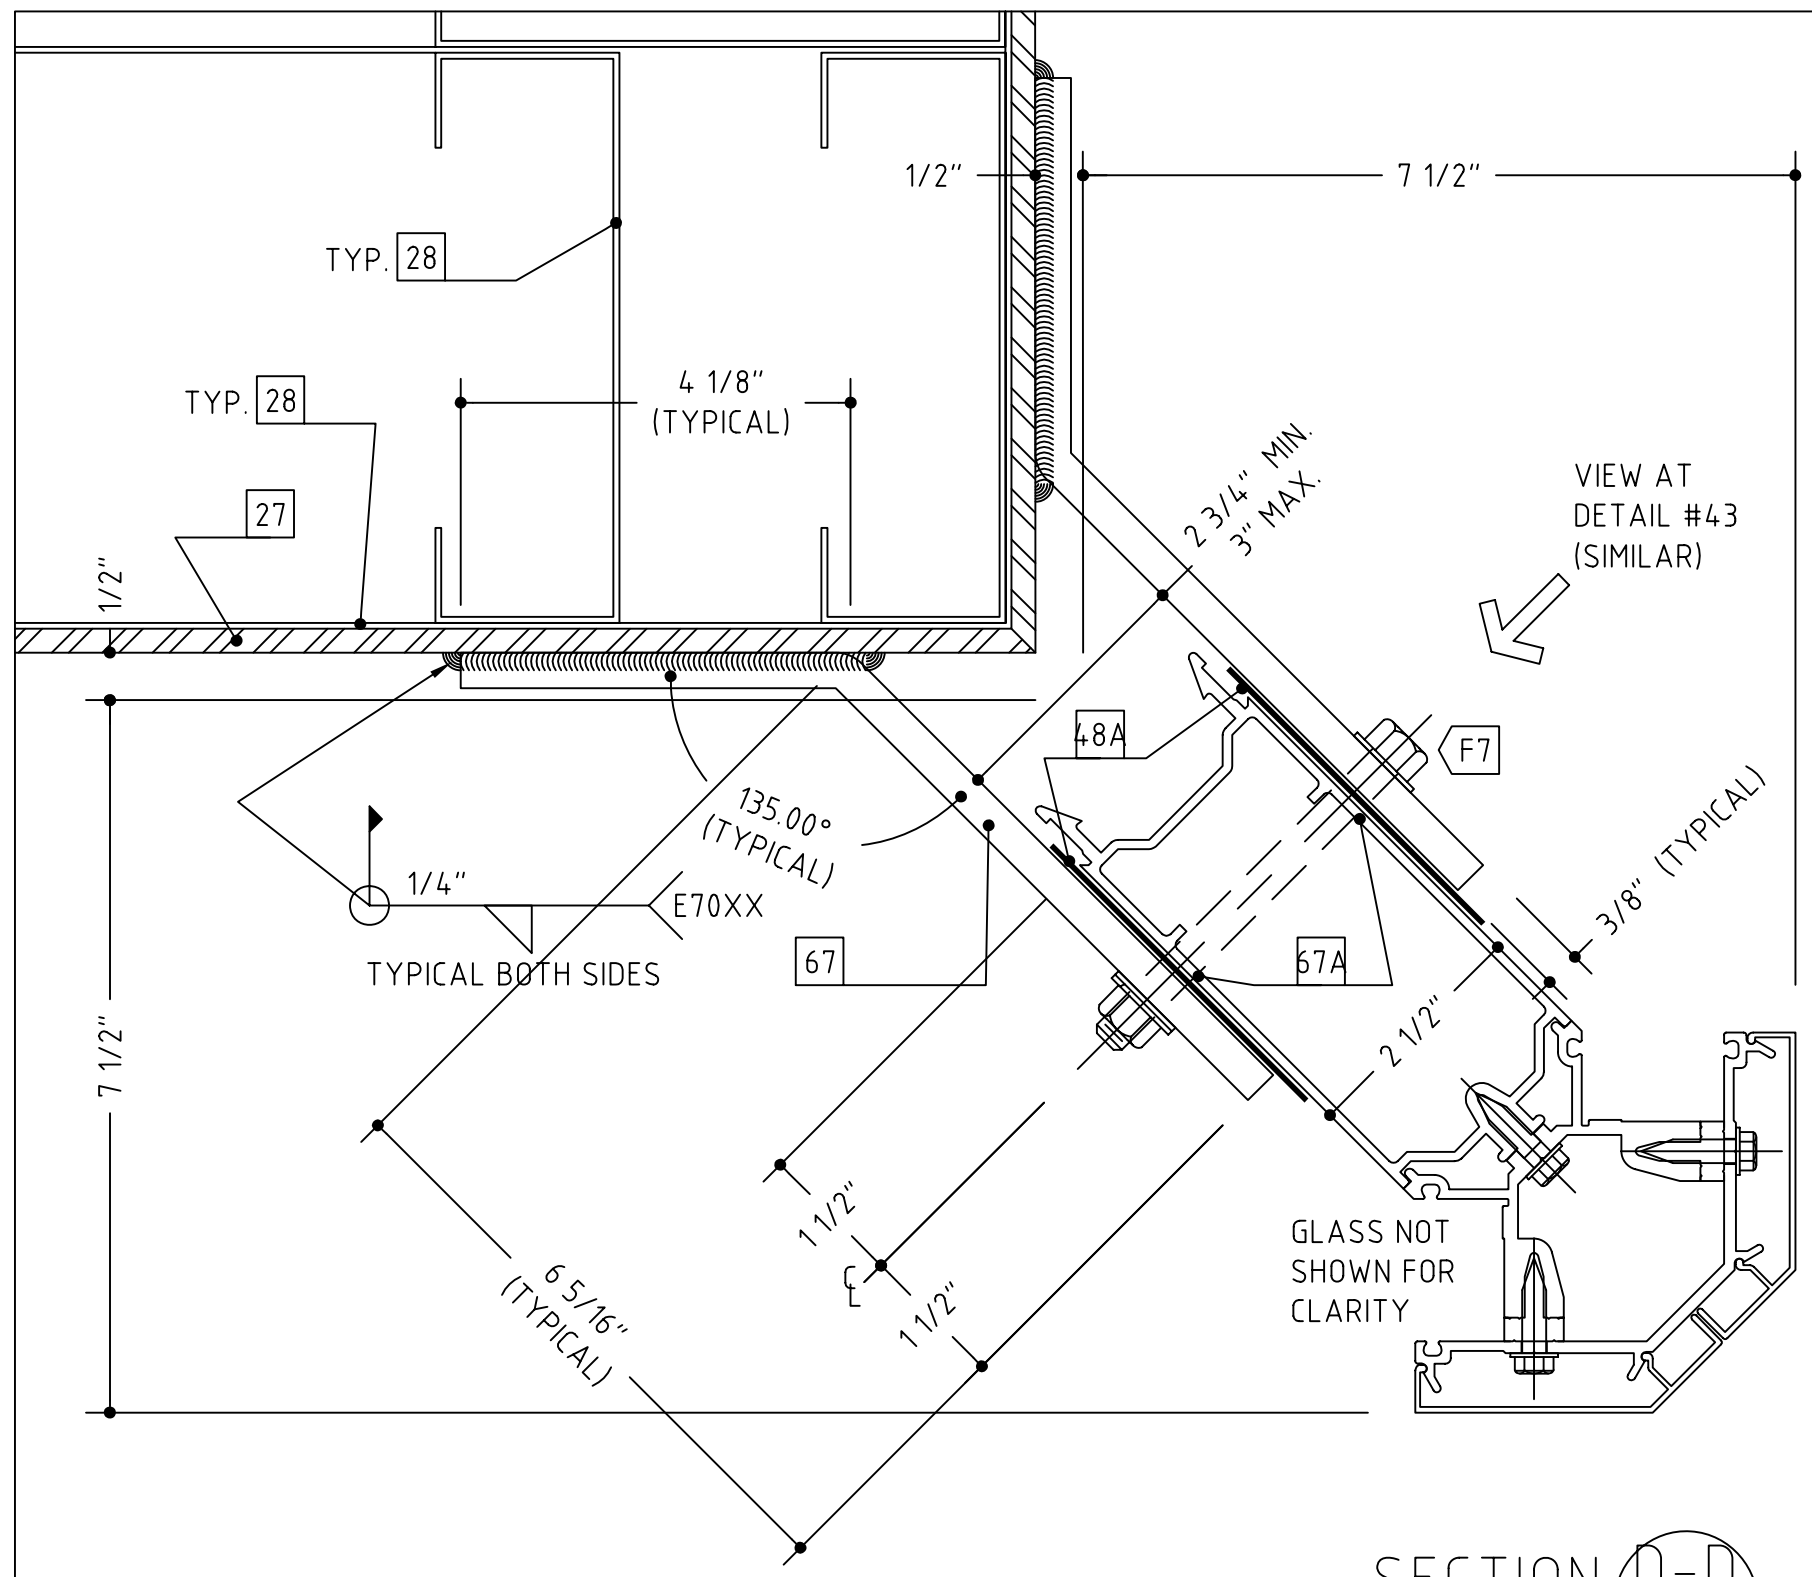 1/2"
7 1/2"
TYP. 28
4 1/8"
(TYPICAL)
TYP. 28
27
1/2"
2 3/4" MIN.
3" MAX.
VIEW AT
DETAIL #43
(SIMILAR)
48A
F7
135.00°
(TYPICAL)
3/8" (TYPICAL)
1/4"
E70XX
TYPICAL BOTH SIDES
67
67A
2 1/2"
7 1/2"
1 1/2"
CL
1 1/2"
6 5/16"
(TYPICAL)
GLASS NOT
SHOWN FOR
CLARITY
SECTION